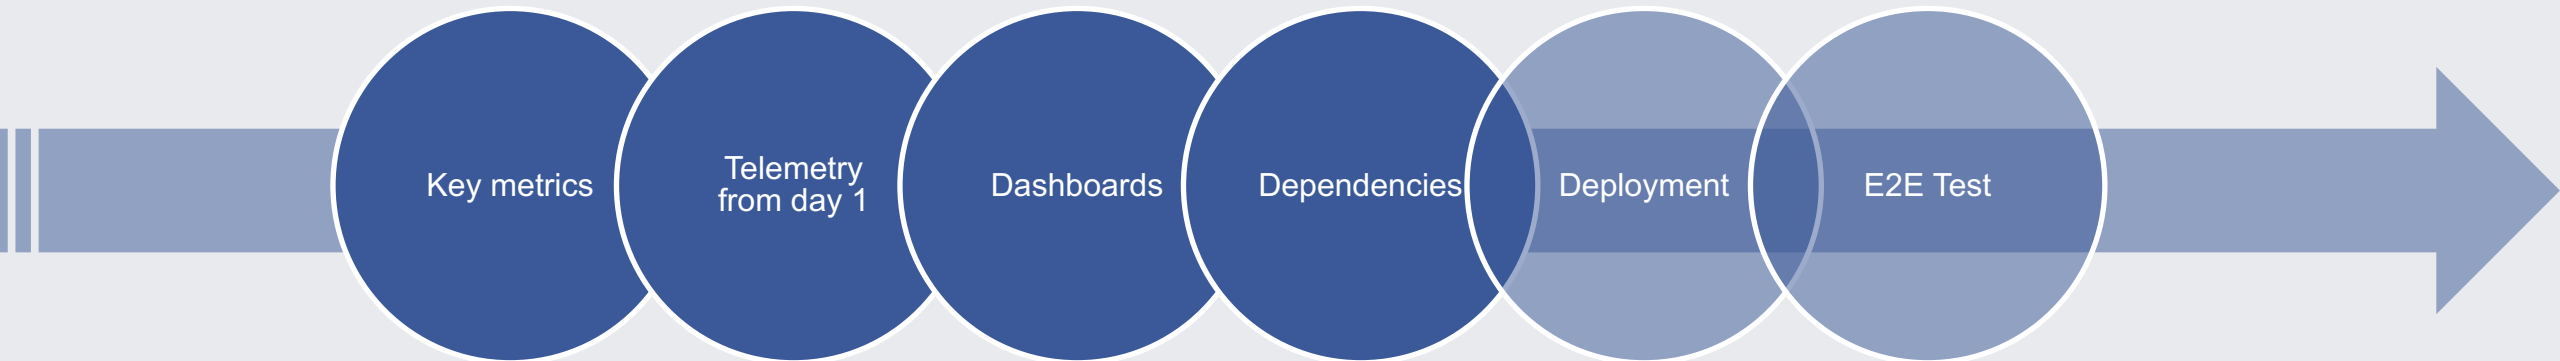 Key metrics
Telemetry
from day 1
Dashboards
Dependencies
Deployment
E2E Test